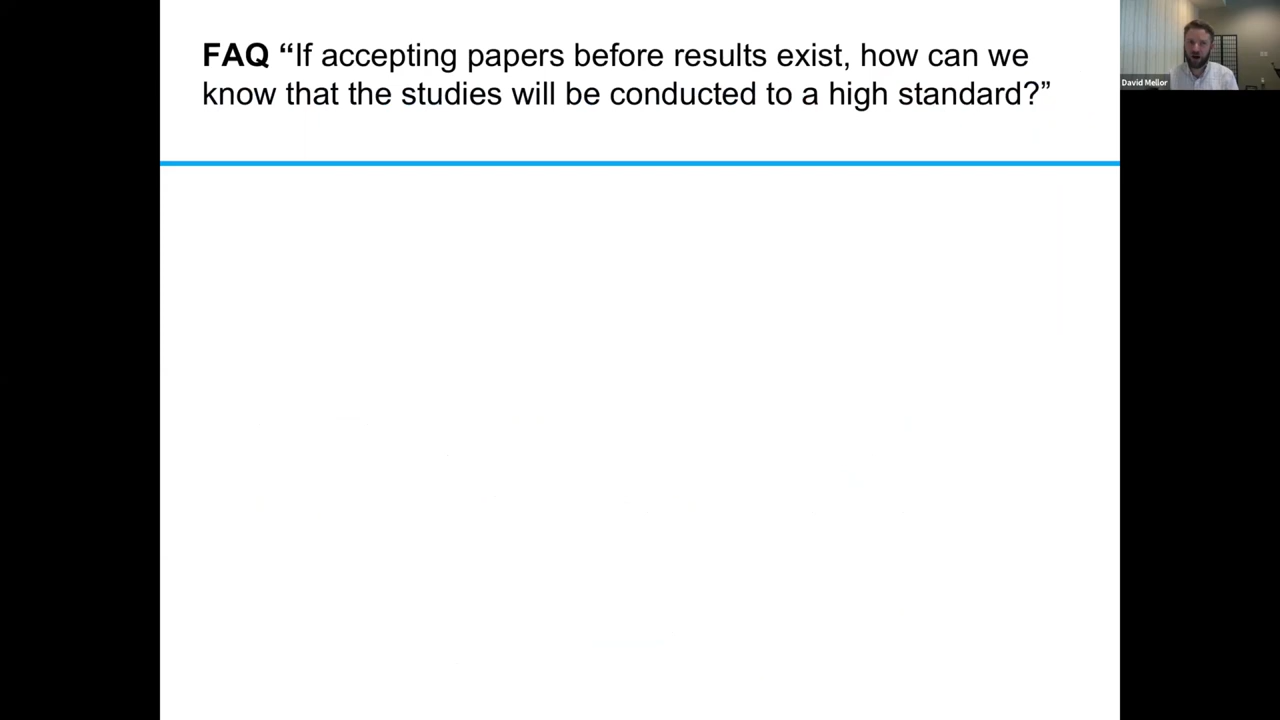 FAQ “If accepting papers before results exist, how can we
know that the studies will be conducted to a high standard?”
David Mellor